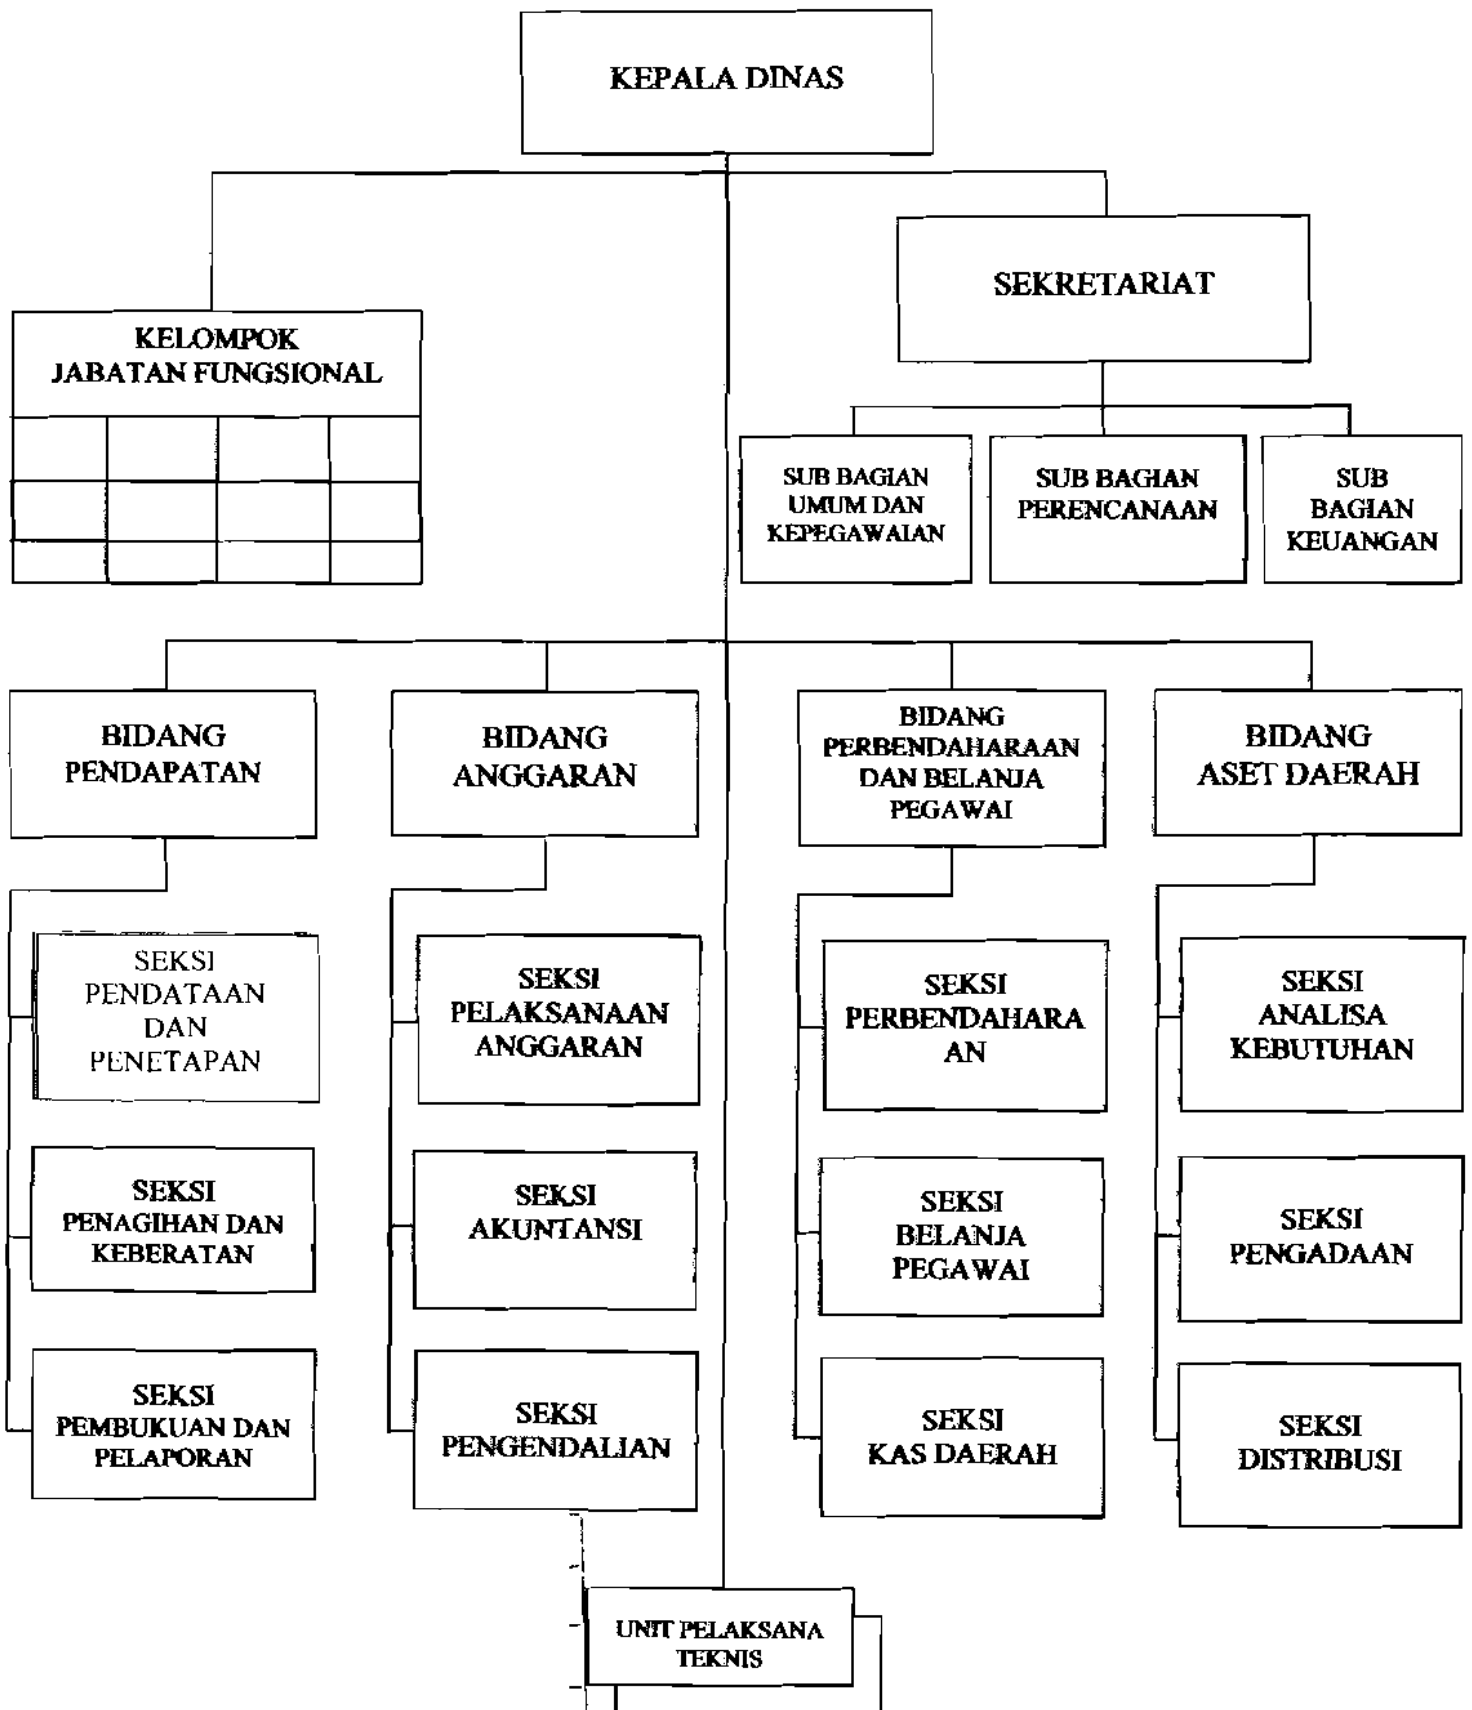 KEPALA DINAS
SEKRETARIAT
KELOMPOK
JABATAN FUNGSIONAL
SUB BAGIAN
UMUM DAN
KEPEGAWAIAN
SUB BAGIAN
PERENCANAAN
SUB
BAGIAN
KEUANGAN
BIDANG
PENDAPATAN
BIDANG
ANGGARAN
BIDANG
PERBENDAHARAAN
DAN BELANJA
PEGAWAI
BIDANG
ASET DAERAH
SEKSI
PENDATAAN
DAN
PENETAPAN
SEKSI
PELAKSANAAN
ANGGARAN
SEKSI
PERBENDAHARA
AN
SEKSI
ANALISA
KEBUTUHAN
SEKSI
PENAGIHAN DAN
KEBERATAN
SEKSI
AKUNTANSI
SEKSI
BELANJA
PEGAWAI
SEKSI
PENGADAAN
SEKSI
PEMBUKUAN DAN
PELAPORAN
SEKSI
PENGENDALIAN
SEKSI
KAS DAERAH
SEKSI
DISTRIBUSI
UNIT PELAKSANA
TEKNIS